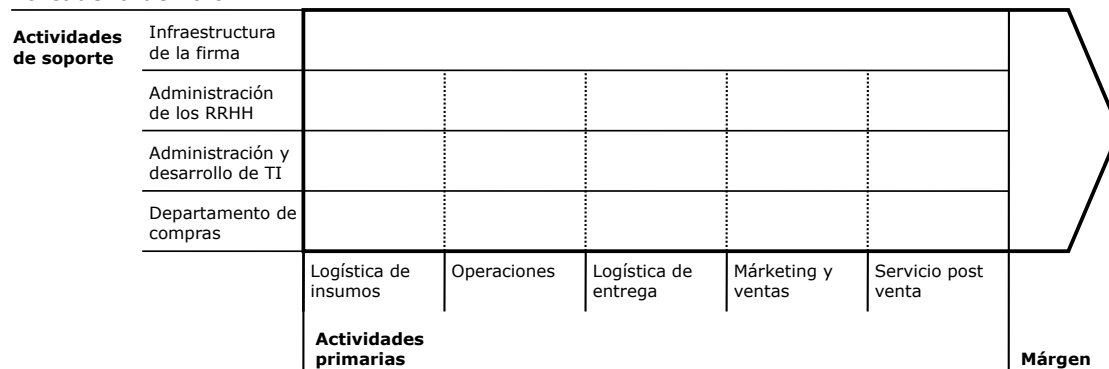 Actividades
de soporte
Infraestructura
de la firma
Administración
de los RRHH
Administración y
desarrollo de TI
Departamento de
compras
Logística de
insumos
Operaciones
Logística de
entrega
Márketing y
ventas
Servicio post
venta
Actividades
primarias
Márgen